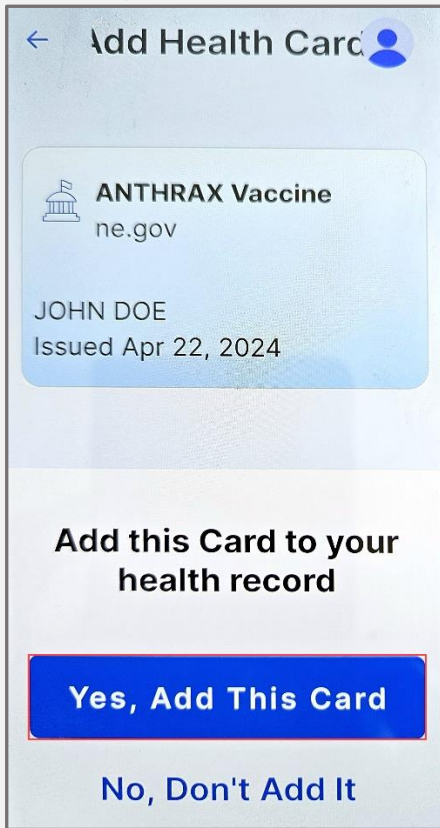 Add Health Card
ANTHRAX Vaccine
ne.gov
JOHN DOE
Issued Apr 22, 2024
Add this Card to your
health record
Yes, Add This Card
No, Don't Add It